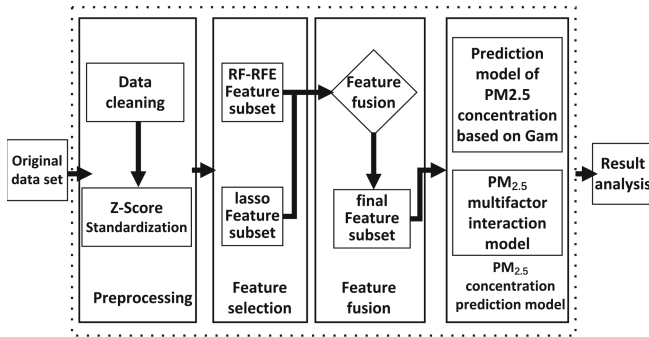 Original
data set
Data
cleaning
Z-Score
Standardization
Preprocessing
RF-RFE
Feature
subset
lasso
Feature
subset
Feature
selection
Feature
fusion
final
Feature
subset
Feature
fusion
Prediction
model of
PM2.5
concentration
based on Gam
PM2.5
multifactor
interaction
model
PM2.5
concentration
prediction model
Result
analysis